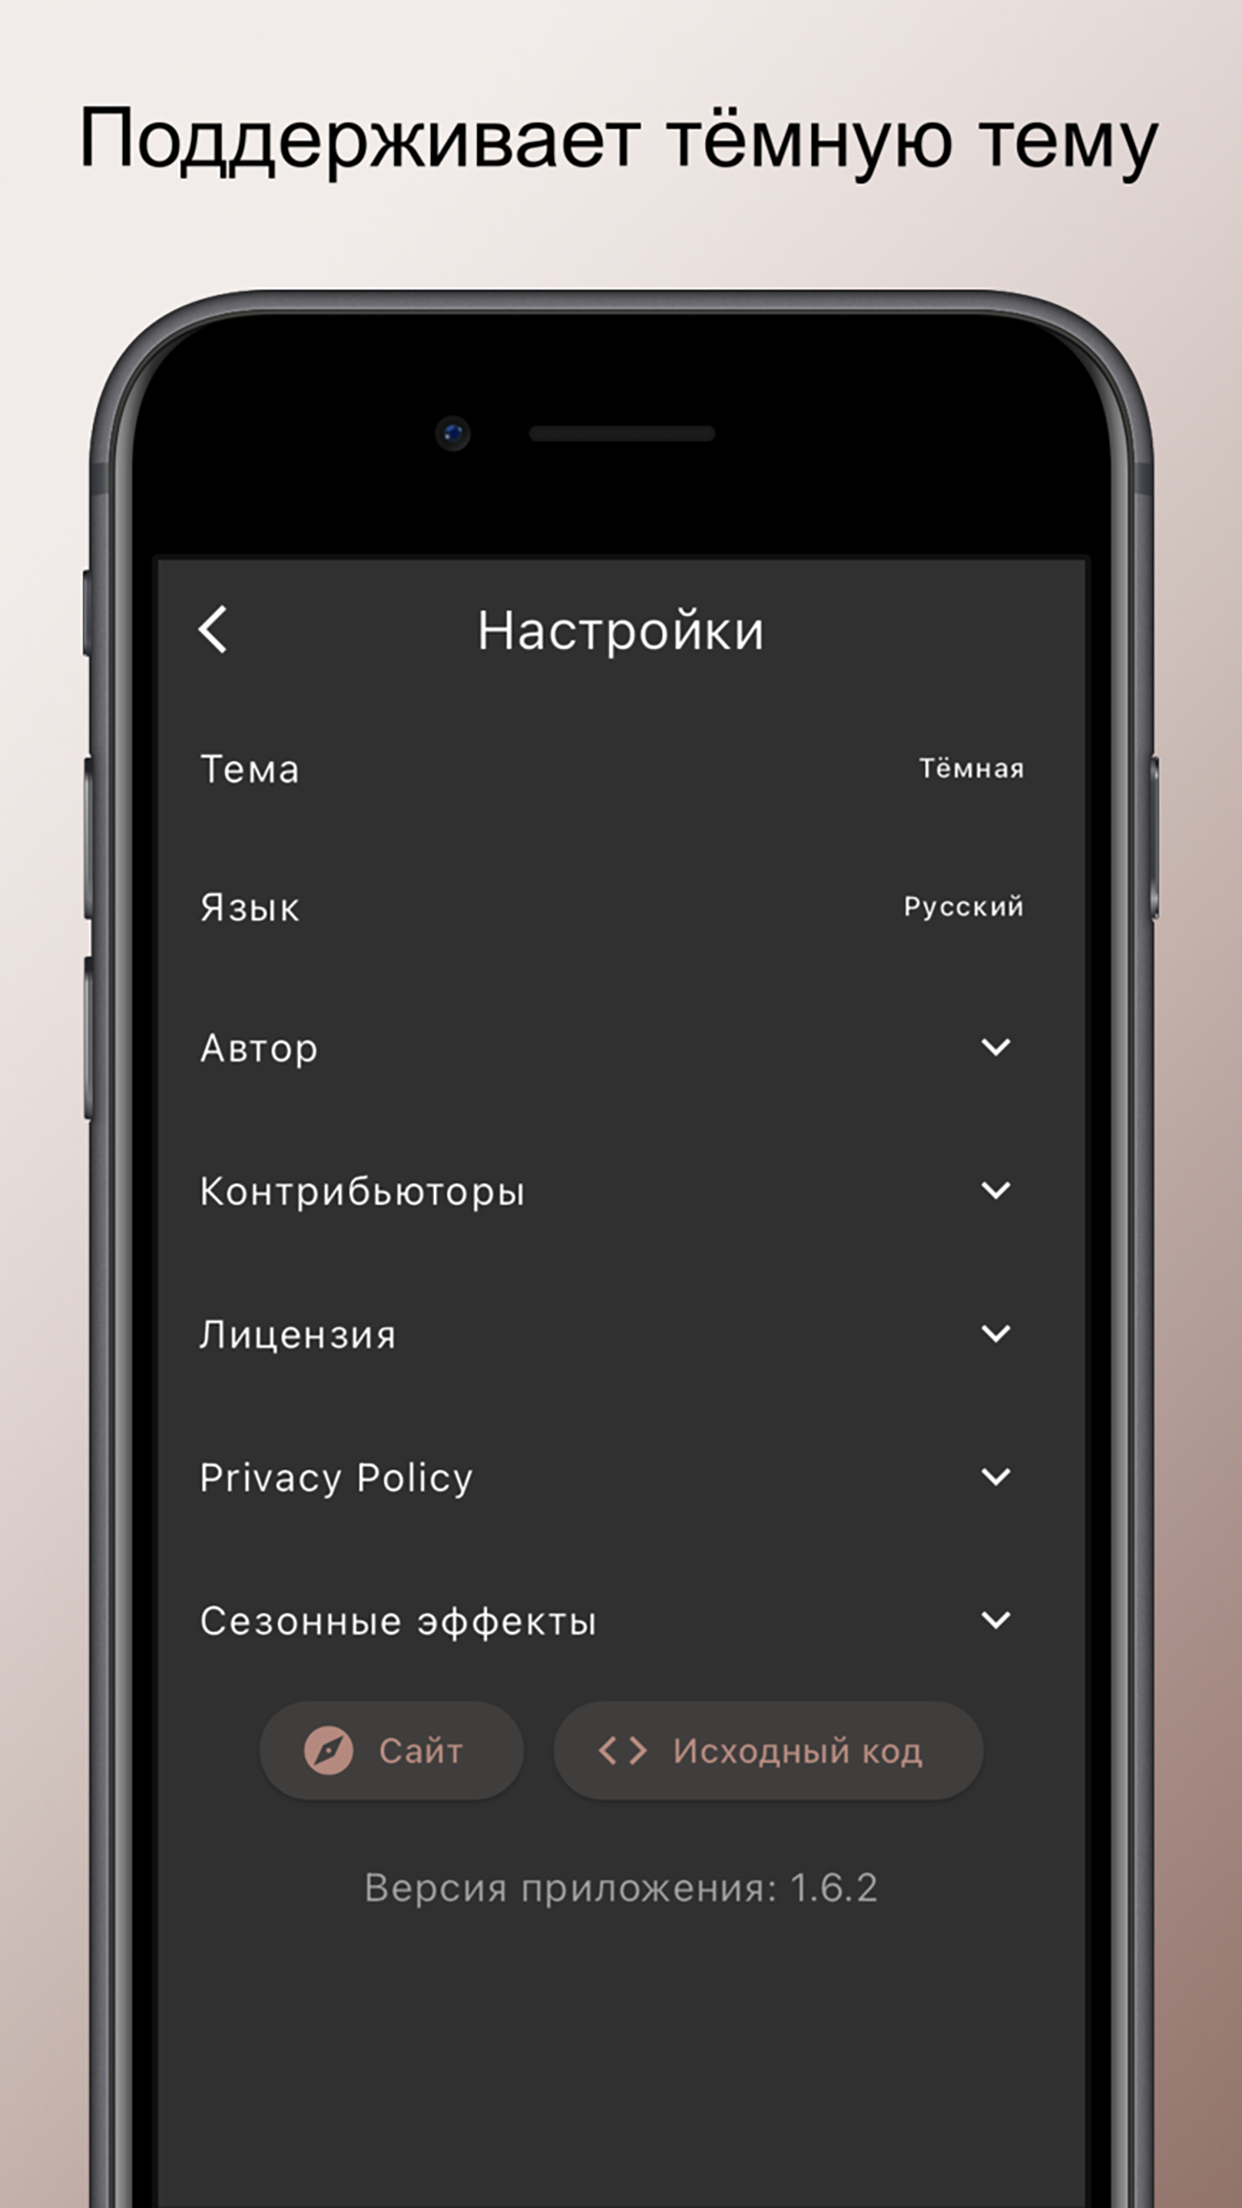 Поддерживает тёмную тему
Настройки
Тема
Тёмная
Язык
Русский
Автор
Контрибьюторы
Лицензия
Privacy Policy
Сезонные эффекты
Сайт
Исходный код
Версия приложения: 1.6.2